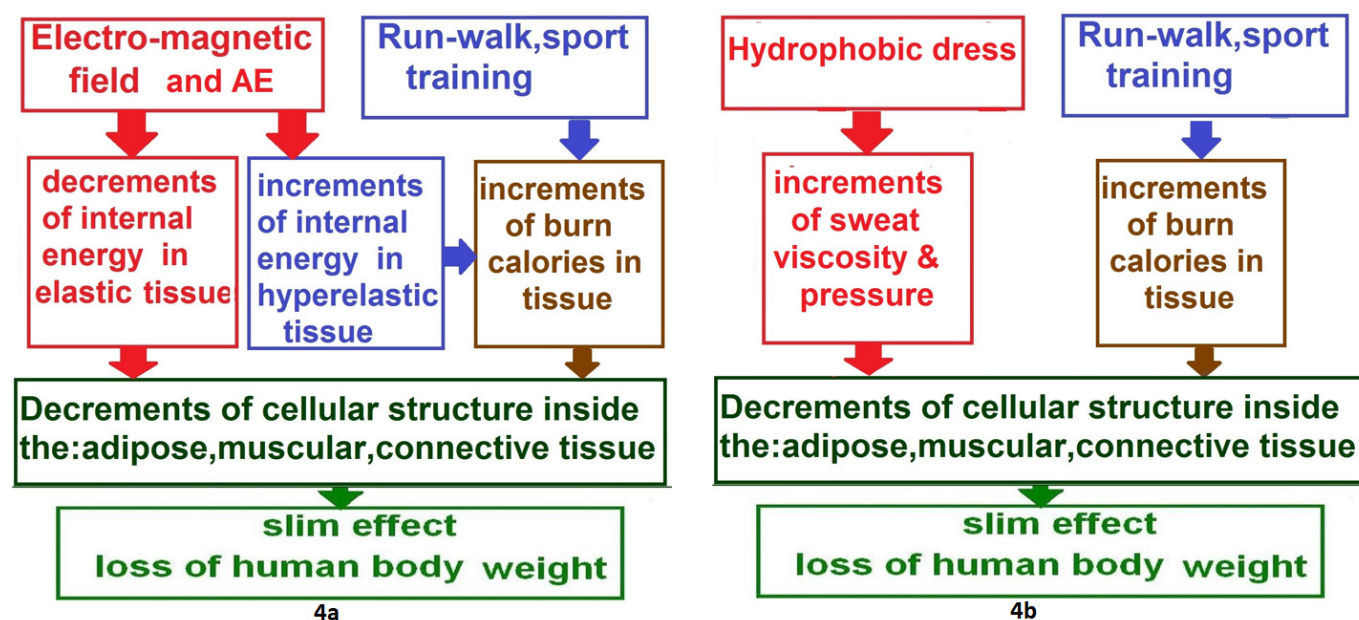 Electro-magnetic
field and AE
Run-walk,sport
training
decrements
of internal
energy in
elastic tissue
increments
of internal
energy in
hyperelastic
tissue
increments
of burn
calories in
tissue
Decrements of cellular structure inside
the:adipose,muscular,connective tissue
slim effect
loss of human body weight
4a
Hydrophobic dress
Run-walk,sport
training
increments
of sweat
viscosity &
pressure
increments
of burn
calories in
tissue
Decrements of cellular structure inside
the:adipose,muscular,connective tissue
slim effect
loss of human body weight
4b